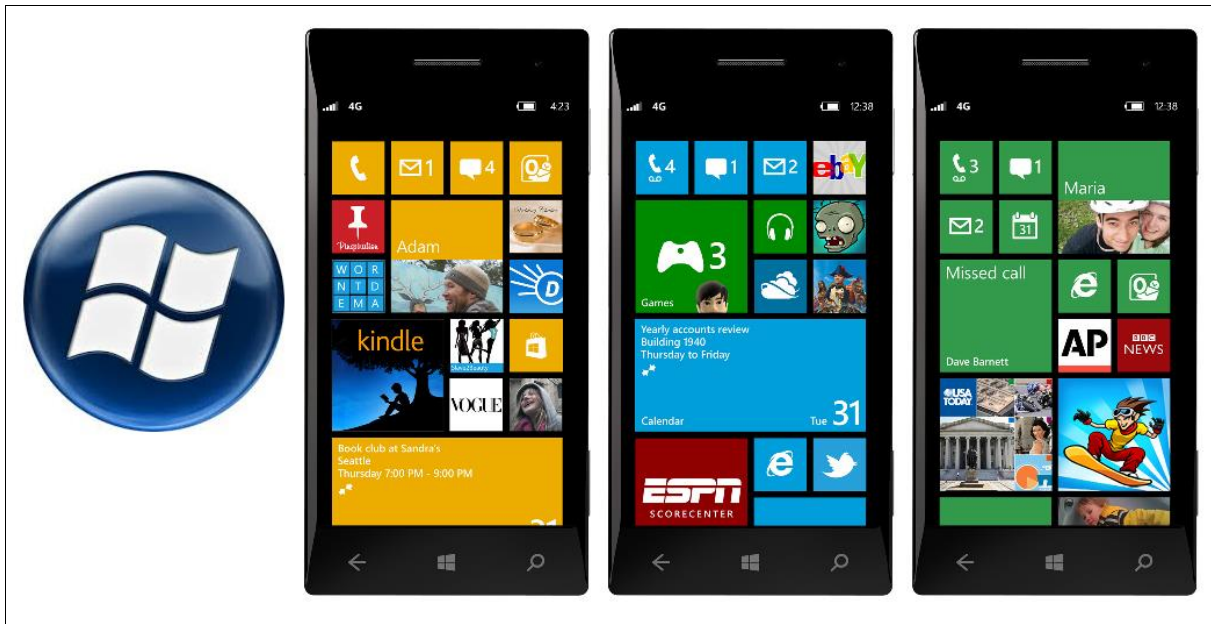 4G 4:23
1 4
Pinspiration
Adam
W O R
N T D
E M A
D
kindle
VOGUE
Book club at Sandra's
Seattle
Thursday 7:00 PM - 9:00 PM
31
4G 12:38
4 1 2 ebay
3
Games
Yearly accounts review
Building 1940
Thursday to Friday
Calendar Tue 31
ESPN
SCORECENTER
4G 12:38
3 1
Maria
2 31
Missed call
Dave Barnett
AP
BBC
NEWS
USA
TODAY